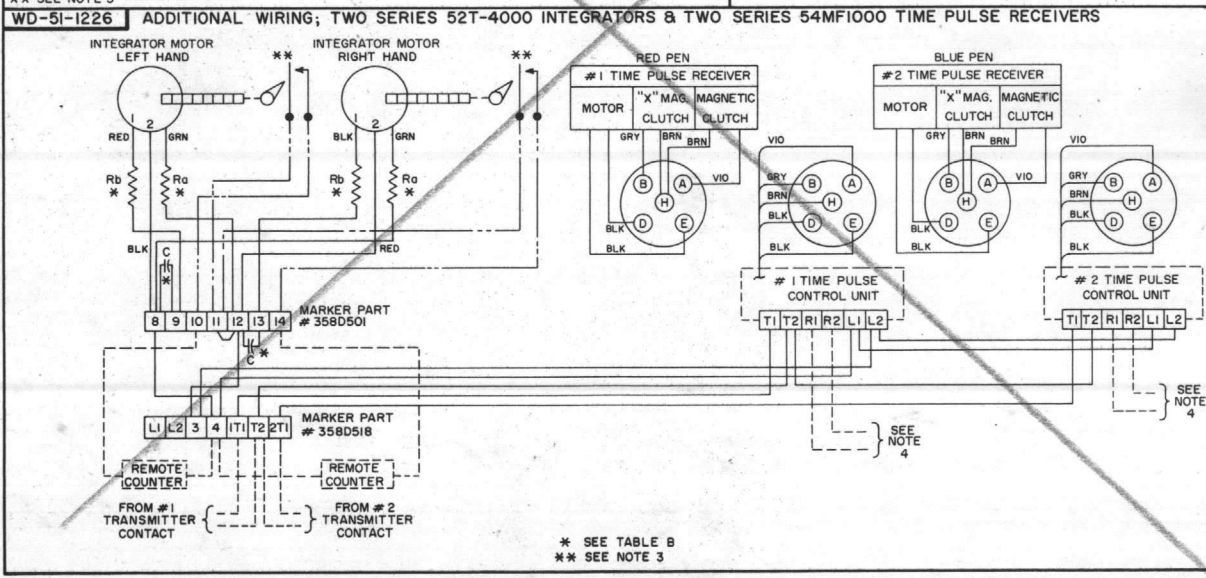 ** SEE NOTE 3
WD-51-1226 ADDITIONAL WIRING; TWO SERIES 52T-4000 INTEGRATORS & TWO SERIES 54MF1000 TIME PULSE RECEIVERS
INTEGRATOR MOTOR
LEFT HAND
INTEGRATOR MOTOR
RIGHT HAND
**
**
1 2
1 2
RED GRN
BLK GRN
Rb * Ra *
Rb * Ra *
BLK
RED
C *
8 9 10 11 12 13 14
MARKER PART
# 358D501
C *
L1 L2 3 4 1T1 T2 2T1
MARKER PART
# 358D518
REMOTE
COUNTER
REMOTE
COUNTER
FROM #1
TRANSMITTER
CONTACT
FROM #2
TRANSMITTER
CONTACT
RED PEN
#1 TIME PULSE RECEIVER
MOTOR
"X" MAG.
CLUTCH
MAGNETIC
CLUTCH
GRY BRN
BRN
VIO
B A
H
D E
BLK
BLK
VIO
GRY
BRN
BLK
BLK
B A
H
D E
# 1 TIME PULSE
CONTROL UNIT
T1 T2 R1 R2 L1 L2
SEE
NOTE
4
BLUE PEN
#2 TIME PULSE RECEIVER
MOTOR
"X" MAG.
CLUTCH
MAGNETIC
CLUTCH
GRY BRN
BRN
VIO
B A
H
D E
BLK
BLK
VIO
GRY
BRN
BLK
BLK
B A
H
D E
# 2 TIME PULSE
CONTROL UNIT
T1 T2 R1 R2 L1 L2
SEE
NOTE
4
* SEE TABLE B
** SEE NOTE 3